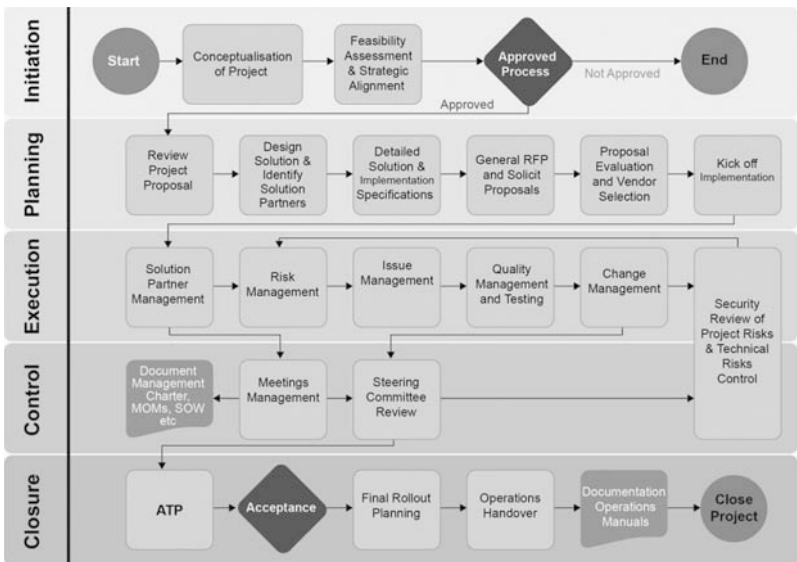 Initiation
Start
Conceptualisation
of Project
Feasibility
Assessment
& Strategic
Alignment
Approved
Process
Not Approved
End
Approved
Planning
Review
Project
Proposal
Design
Solution &
Identify
Solution
Partners
Detailed
Solution &
Implementation
Specifications
General RFP
and Solicit
Proposals
Proposal
Evaluation
and Vendor
Selection
Kick off
Implementation
Execution
Solution
Partner
Management
Risk
Management
Issue
Management
Quality
Management
and Testing
Change
Management
Security
Review of
Project Risks
& Technical
Risks
Control
Control
Document
Management
Charter,
MOMs, SOW
etc
Meetings
Management
Steering
Committee
Review
Closure
ATP
Acceptance
Final Rollout
Planning
Operations
Handover
Documentation
Operations
Manuals
Close
Project